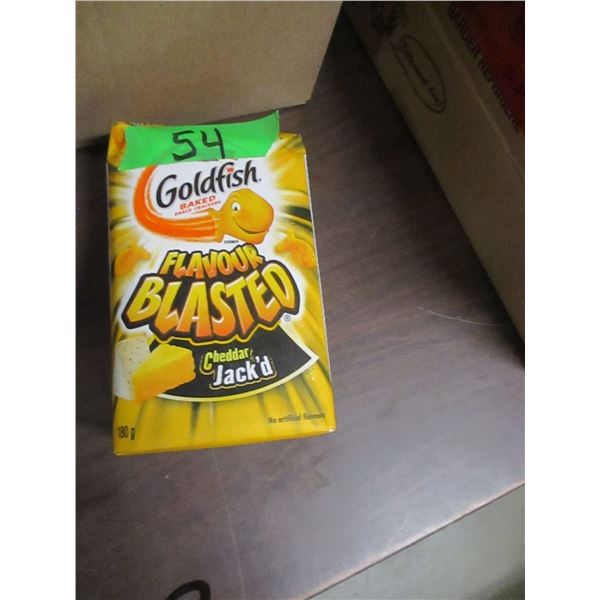 54
Goldfish
BAKED
SNACK CRACKERS
FLAVOUR
BLASTED®
Cheddar
Jack'd
No artificial flavours
180 g